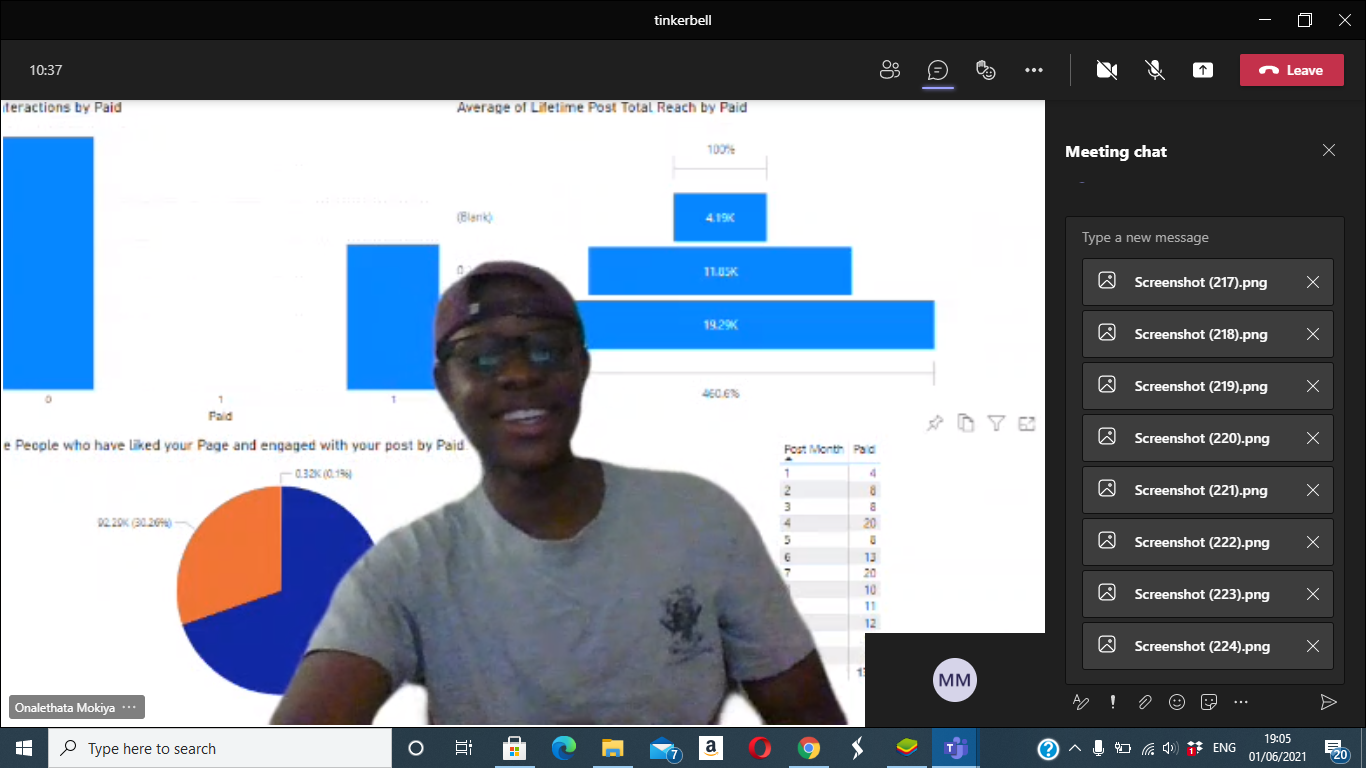 tinkerbell
10:37
Leave
nteractions by Paid
Average of Lifetime Post Total Reach by Paid
100%
(Blank)
4.19K
0
11.85K
19.29K
460.6%
0
1
1
Paid
e People who have liked your Page and engaged with your post by Paid
0.32K (0.1%)
92.29K (30.26%)
Post Month Paid
1 4
2 8
3 8
4 20
5 8
6 13
7 20
10
11
12
MM
Onalethata Mokiya ...
Meeting chat
Type a new message
Screenshot (217).png
Screenshot (218).png
Screenshot (219).png
Screenshot (220).png
Screenshot (221).png
Screenshot (222).png
Screenshot (223).png
Screenshot (224).png
Type here to search
7
a
1
ENG
19:05
01/06/2021
20